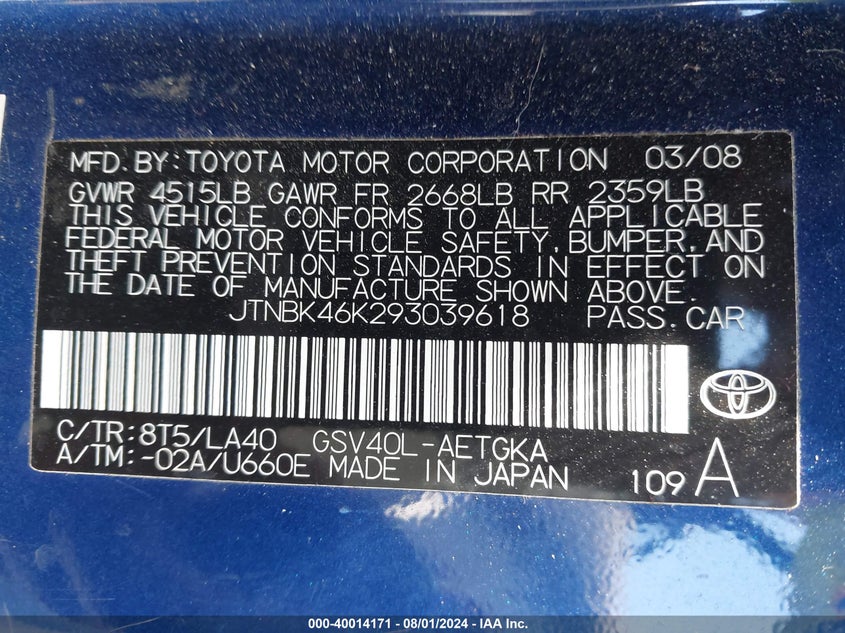 MFD.BY:TOYOTA MOTOR CORPORATION 03/08
GVWR 4515LB GAWR FR 2668LB RR 2359LB
THIS VEHICLE CONFORMS TO ALL APPLICABLE
FEDERAL MOTOR VEHICLE SAFETY,BUMPER,AND
THEFT PREVENTION STANDARDS IN EFFECT ON
THE DATE OF MANUFACTURE SHOWN ABOVE.
JTNBK46K293039618 PASS.CAR
C/TR:8T5/LA40 GSV40L-AETGKA
A/TM:-02A/U660E MADE IN JAPAN 109 A
000-40014171 - 08/01/2024 - IAA Inc.